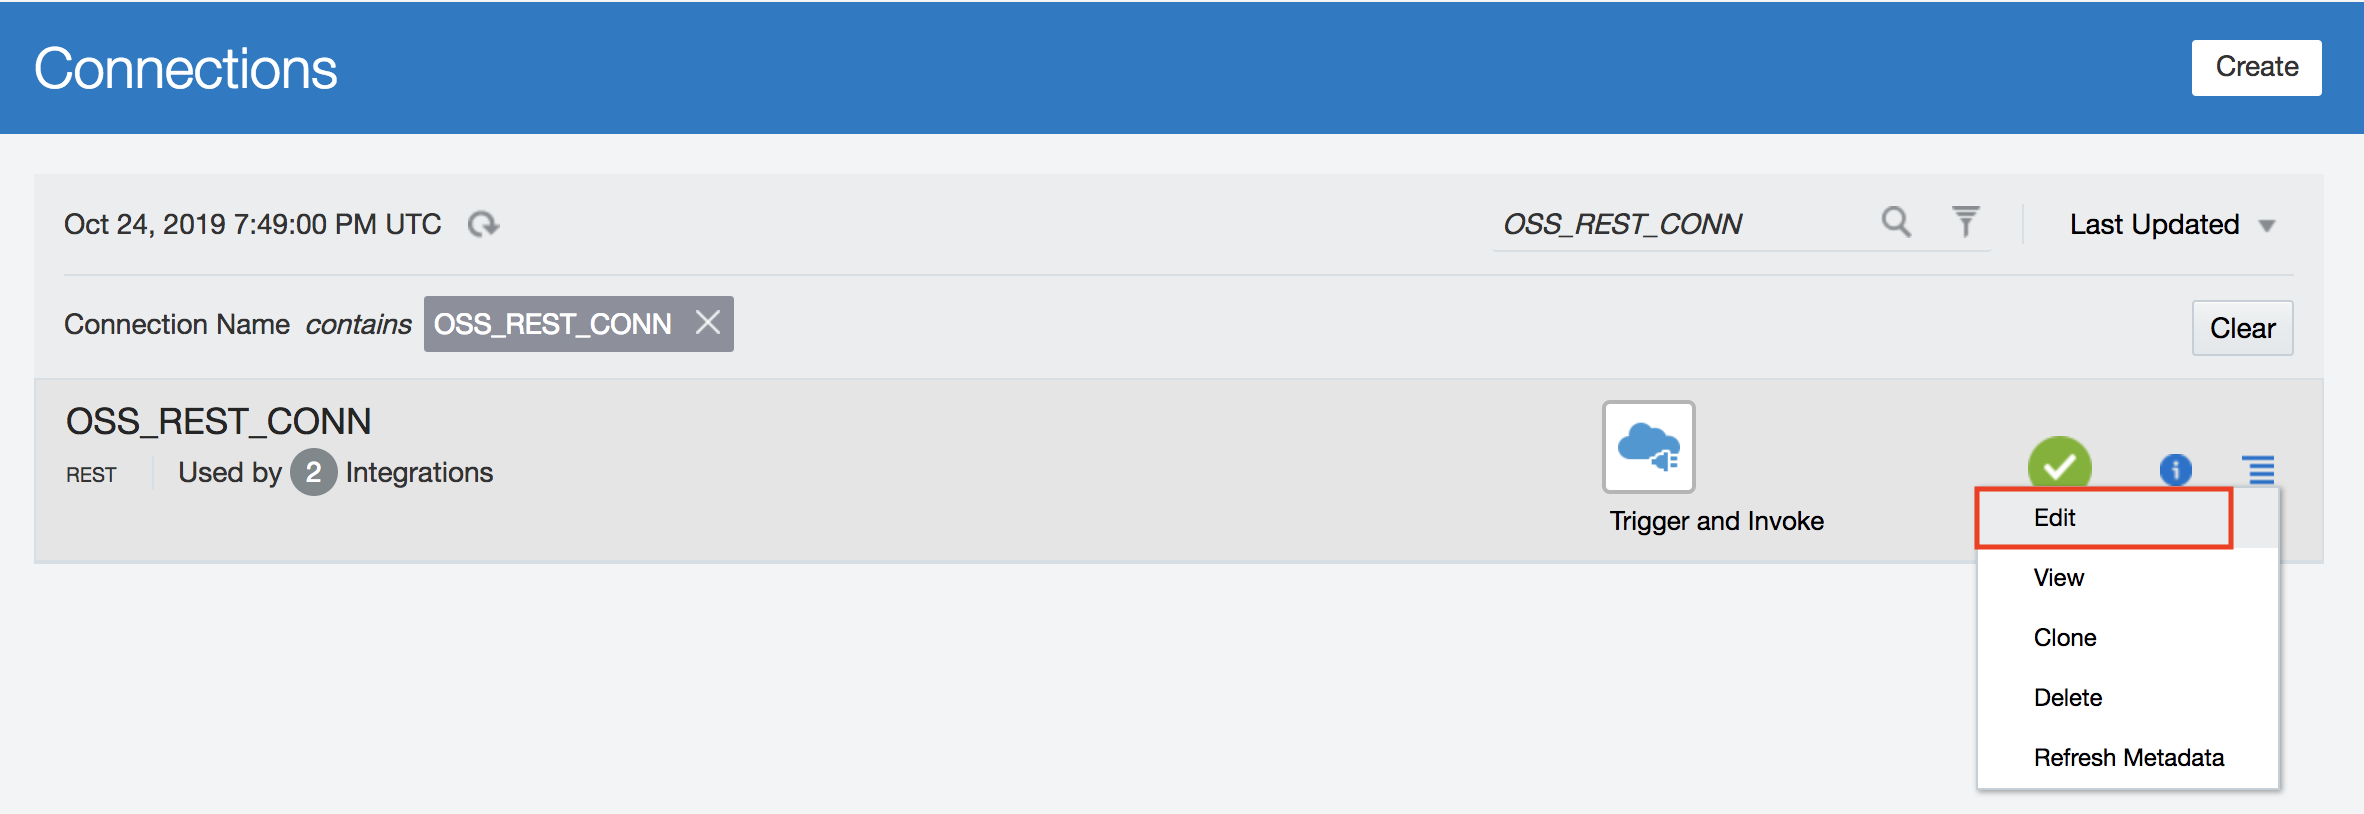 Connections
Create
Oct 24, 2019 7:49:00 PM UTC
OSS_REST_CONN
Last Updated
Connection Name contains OSS_REST_CONN
Clear
OSS_REST_CONN
REST Used by 2 Integrations
Trigger and Invoke
Edit
View
Clone
Delete
Refresh Metadata